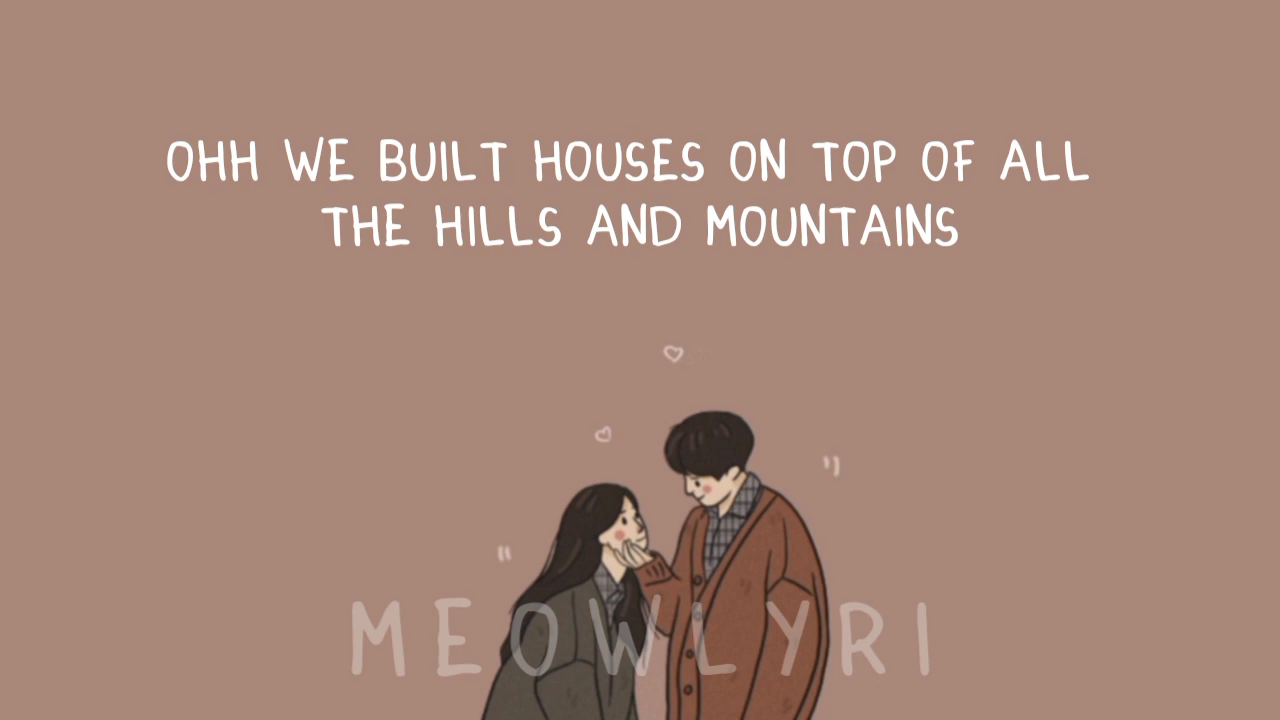 OHH WE BUILT HOUSES ON TOP OF ALL
THE HILLS AND MOUNTAINS
MEOWLYRI